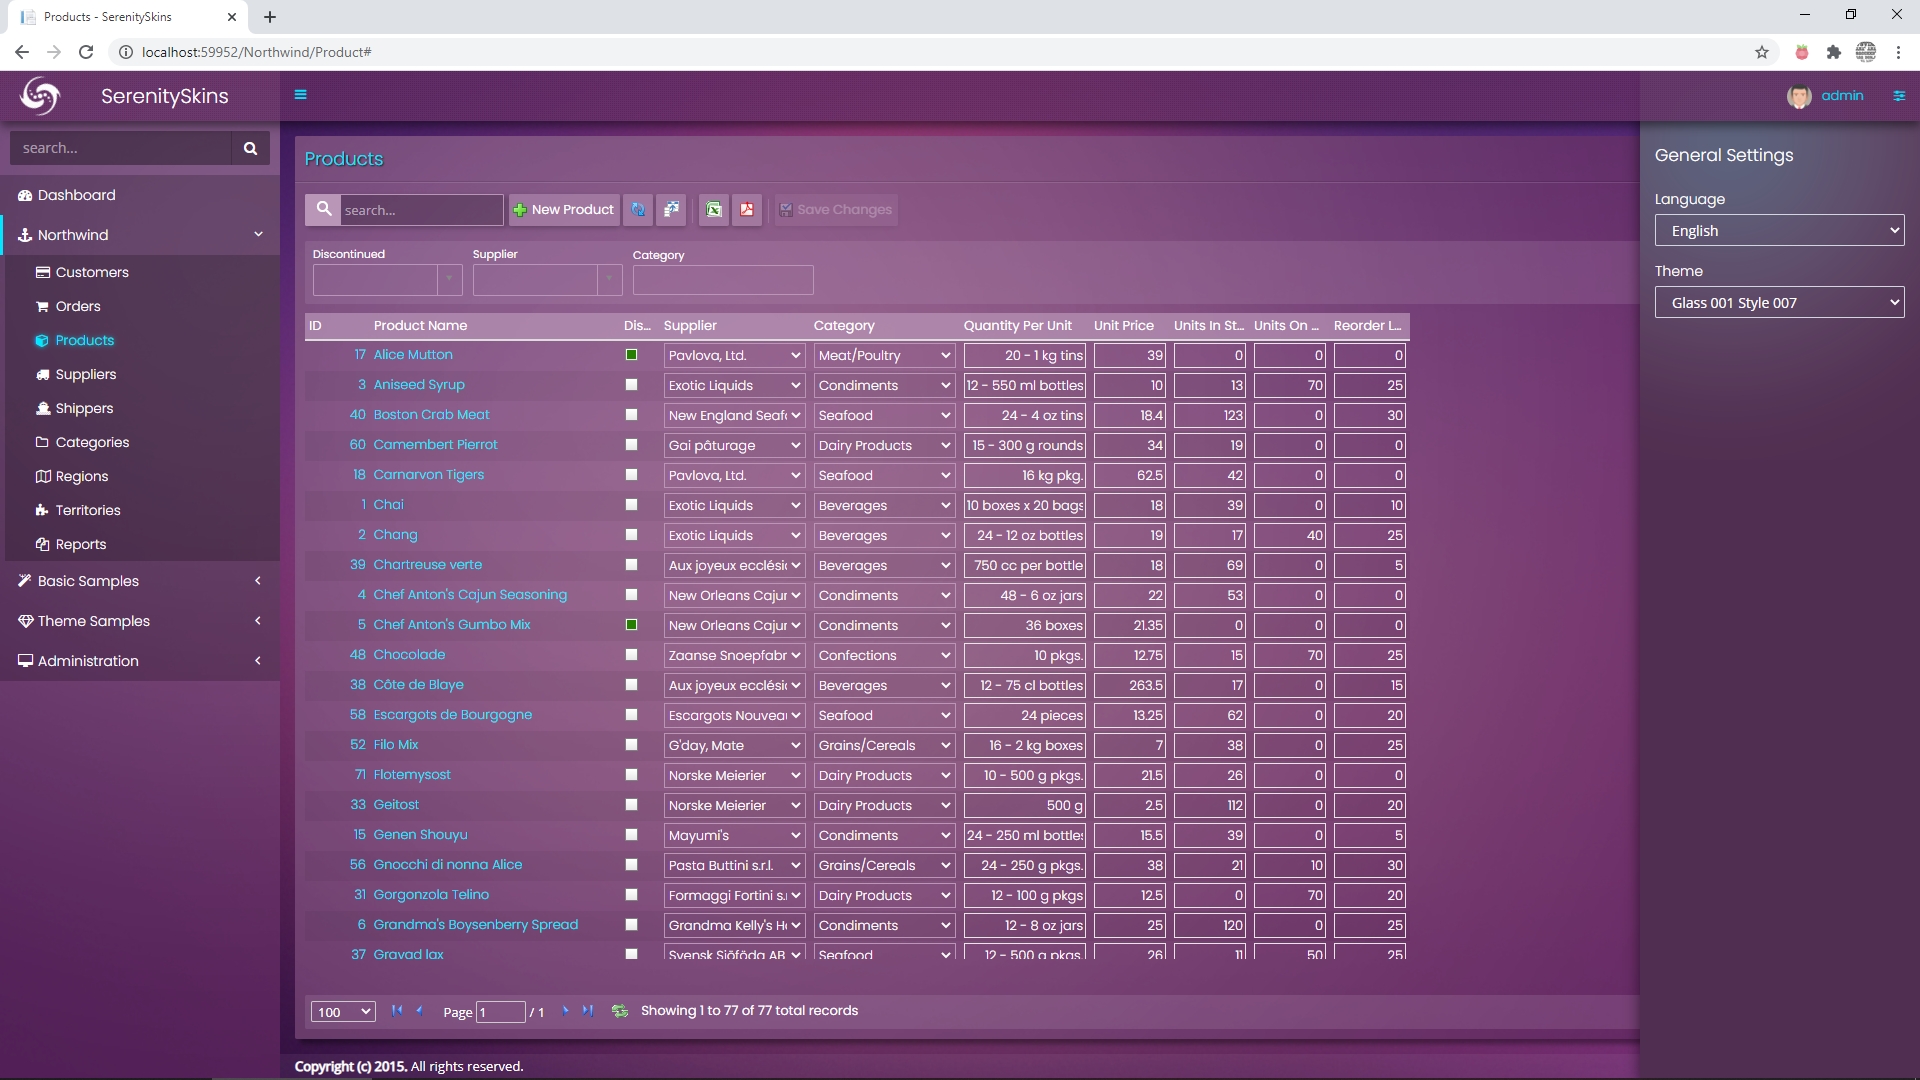 Products - SerenitySkins
localhost:59952/Northwind/Product#
SerenitySkins
admin
search...
Dashboard
Northwind
Customers
Orders
Products
Suppliers
Shippers
Categories
Regions
Territories
Reports
Basic Samples
Theme Samples
Administration
Products
search... New Product Save Changes
Discontinued Supplier Category
ID Product Name Dis... Supplier Category Quantity Per Unit Unit Price Units In St... Units On ... Reorder L...
17 Alice Mutton Pavlova, Ltd. Meat/Poultry 20 - 1 kg tins 39 0 0 0
3 Aniseed Syrup Exotic Liquids Condiments 12 - 550 ml bottles 10 13 70 25
40 Boston Crab Meat New England Seaf Seafood 24 - 4 oz tins 18.4 123 0 30
60 Camembert Pierrot Gai pâturage Dairy Products 15 - 300 g rounds 34 19 0 0
18 Carnarvon Tigers Pavlova, Ltd. Seafood 16 kg pkg. 62.5 42 0 0
1 Chai Exotic Liquids Beverages 10 boxes x 20 bags 18 39 0 10
2 Chang Exotic Liquids Beverages 24 - 12 oz bottles 19 17 40 25
39 Chartreuse verte Aux joyeux ecclési Beverages 750 cc per bottle 18 69 0 5
4 Chef Anton's Cajun Seasoning New Orleans Cajur Condiments 48 - 6 oz jars 22 53 0 0
5 Chef Anton's Gumbo Mix New Orleans Cajur Condiments 36 boxes 21.35 0 0 0
48 Chocolade Zaanse Snoepfabr Confections 10 pkgs. 12.75 15 70 25
38 Côte de Blaye Aux joyeux ecclési Beverages 12 - 75 cl bottles 263.5 17 0 15
58 Escargots de Bourgogne Escargots Nouveau Seafood 24 pieces 13.25 62 0 20
52 Filo Mix G'day, Mate Grains/Cereals 16 - 2 kg boxes 7 38 0 25
71 Flotemysost Norske Meierier Dairy Products 10 - 500 g pkgs. 21.5 26 0 0
33 Geitost Norske Meierier Dairy Products 500 g 2.5 112 0 20
15 Genen Shouyu Mayumi's Condiments 24 - 250 ml bottles 15.5 39 0 5
56 Gnocchi di nonna Alice Pasta Buttini s.r.l. Grains/Cereals 24 - 250 g pkgs. 38 21 10 30
31 Gorgonzola Telino Formaggi Fortini s. Dairy Products 12 - 100 g pkgs 12.5 0 70 20
6 Grandma's Boysenberry Spread Grandma Kelly's H Condiments 12 - 8 oz jars 25 120 0 25
37 Gravad lax Svensk Sjöföda AB Seafood 12 - 500 g pkgs. 26 11 50 25
100 Page 1 / 1 Showing 1 to 77 of 77 total records
Copyright (c) 2015. All rights reserved.
General Settings
Language
English
Theme
Glass 001 Style 007